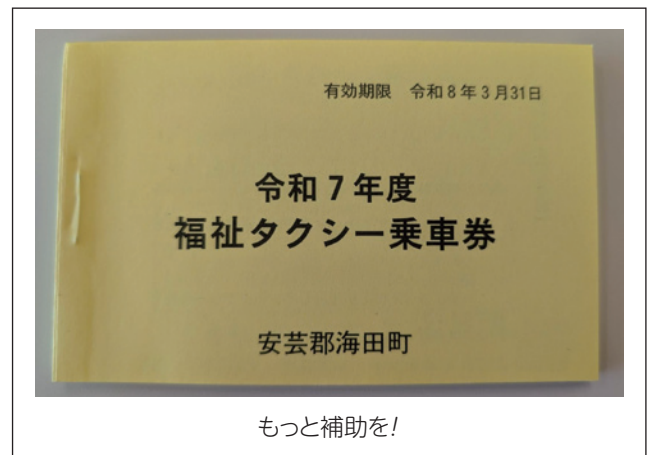 有効期限　令和8年3月31日
令和7年度
福祉タクシー乗車券
安芸郡海田町
もっと補助を!